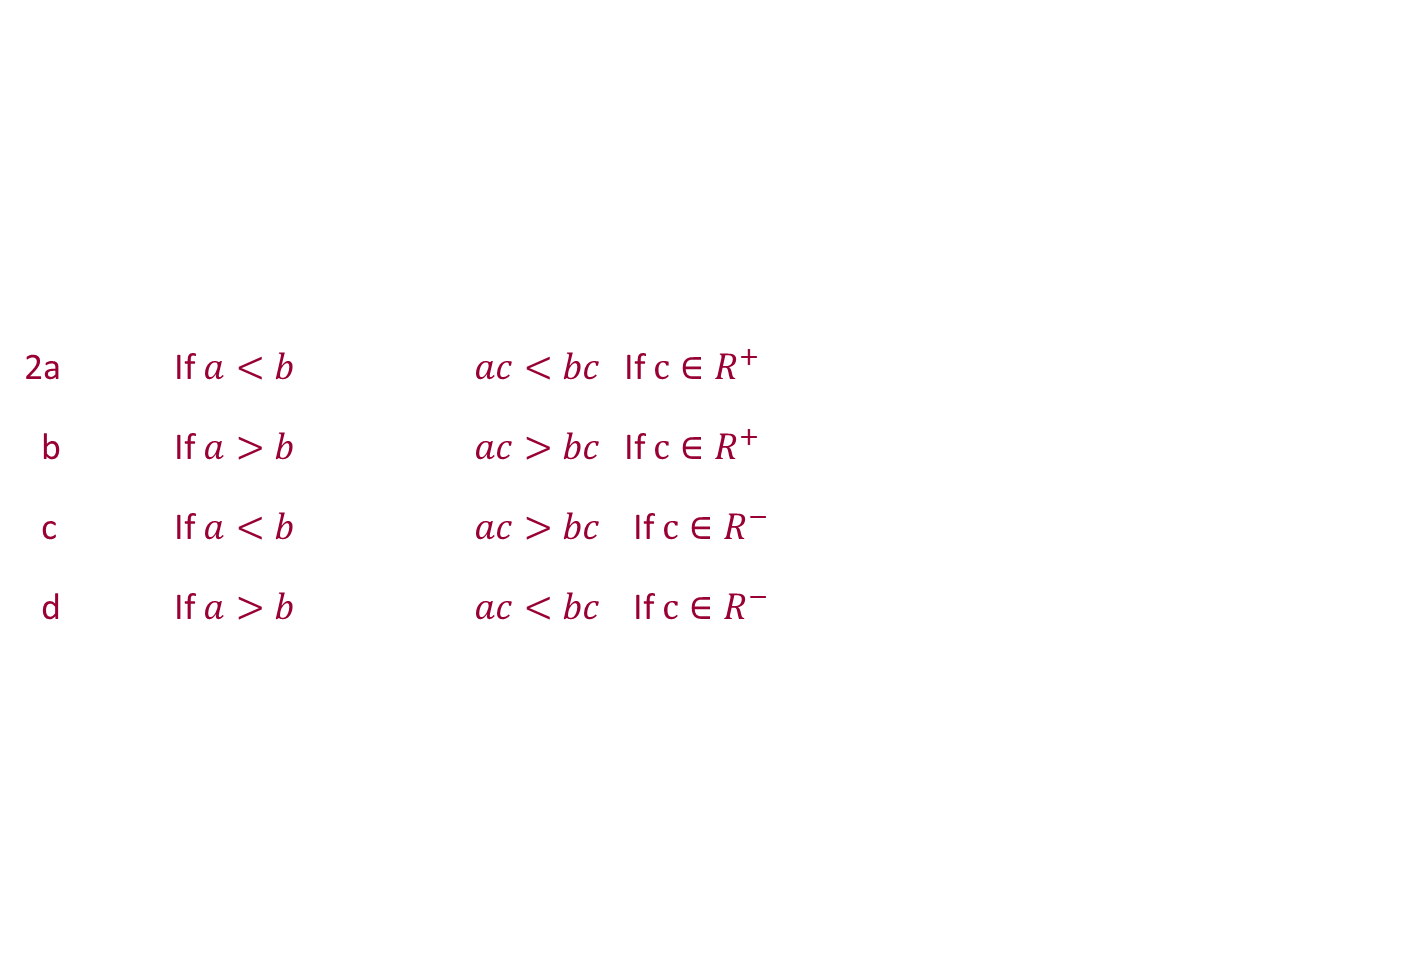 2a If a < b ac < bc If c ∈ R⁺
b If a > b ac > bc If c ∈ R⁺
c If a < b ac > bc If c ∈ R⁻
d If a > b ac < bc If c ∈ R⁻